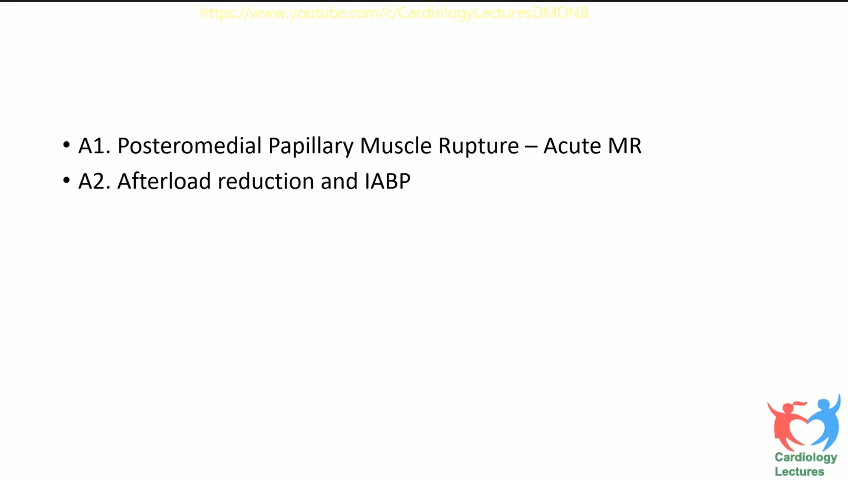 https://www.youtube.com/c/CardiologyLecturesDMDNB
• A1. Posteromedial Papillary Muscle Rupture – Acute MR
• A2. Afterload reduction and IABP
Cardiology
Lectures